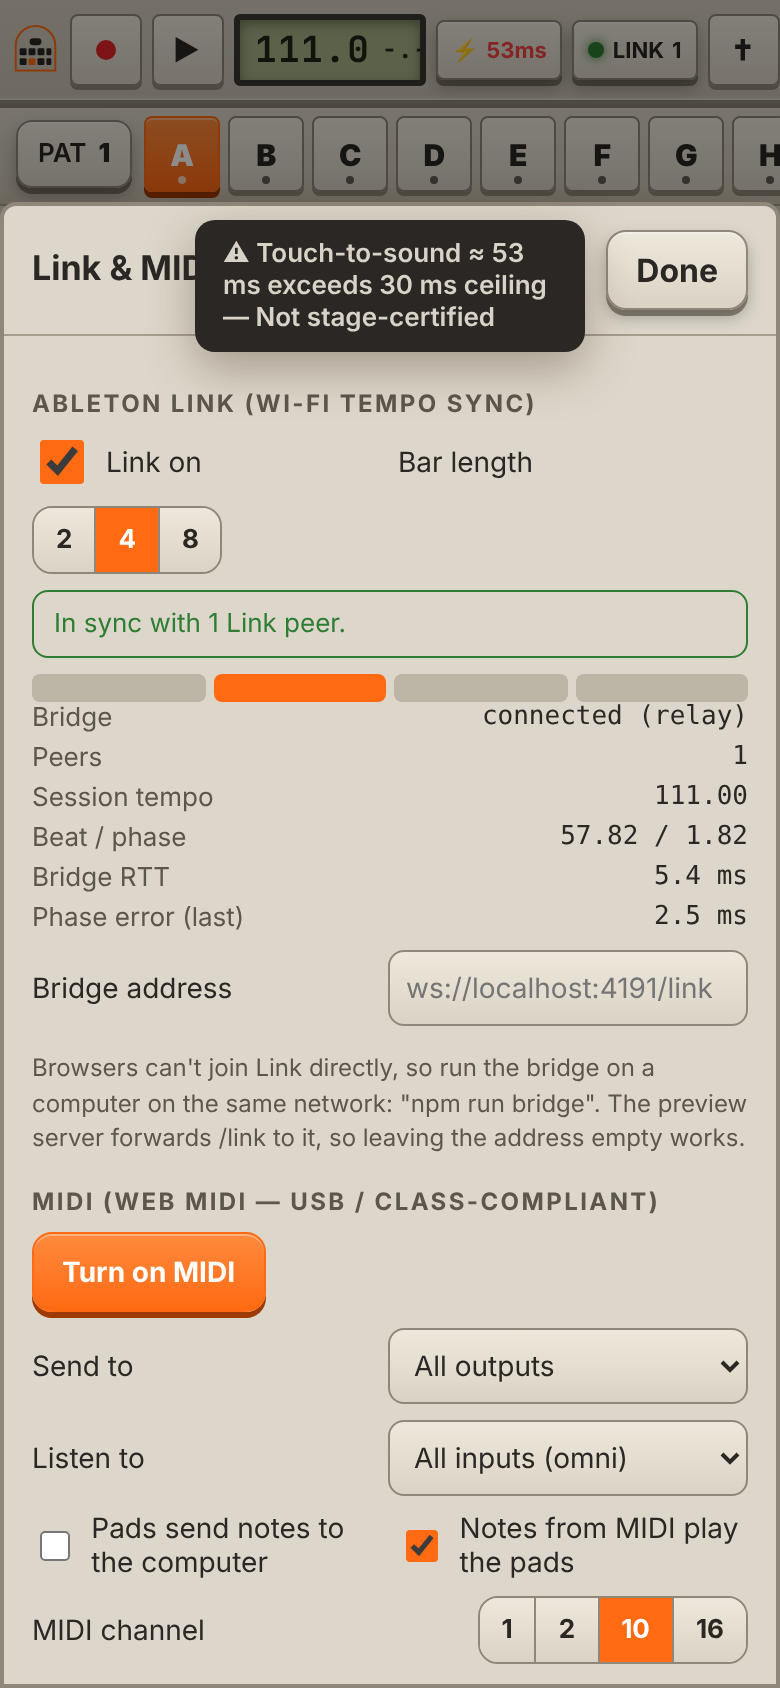 111.0 -.-
⚡ 53ms
LINK 1
✝
PAT 1
A
B
C
D
E
F
G
H
Link & MID
⚠ Touch-to-sound ≈ 53
ms exceeds 30 ms ceiling
— Not stage-certified
Done
ABLETON LINK (WI-FI TEMPO SYNC)
Link on
Bar length
2 4 8
In sync with 1 Link peer.
Bridge connected (relay)
Peers 1
Session tempo 111.00
Beat / phase 57.82 / 1.82
Bridge RTT 5.4 ms
Phase error (last) 2.5 ms
Bridge address ws://localhost:4191/link
Browsers can't join Link directly, so run the bridge on a
computer on the same network: "npm run bridge". The preview
server forwards /link to it, so leaving the address empty works.
MIDI (WEB MIDI — USB / CLASS-COMPLIANT)
Turn on MIDI
Send to All outputs
Listen to All inputs (omni)
Pads send notes to
the computer
Notes from MIDI play
the pads
MIDI channel 1 2 10 16